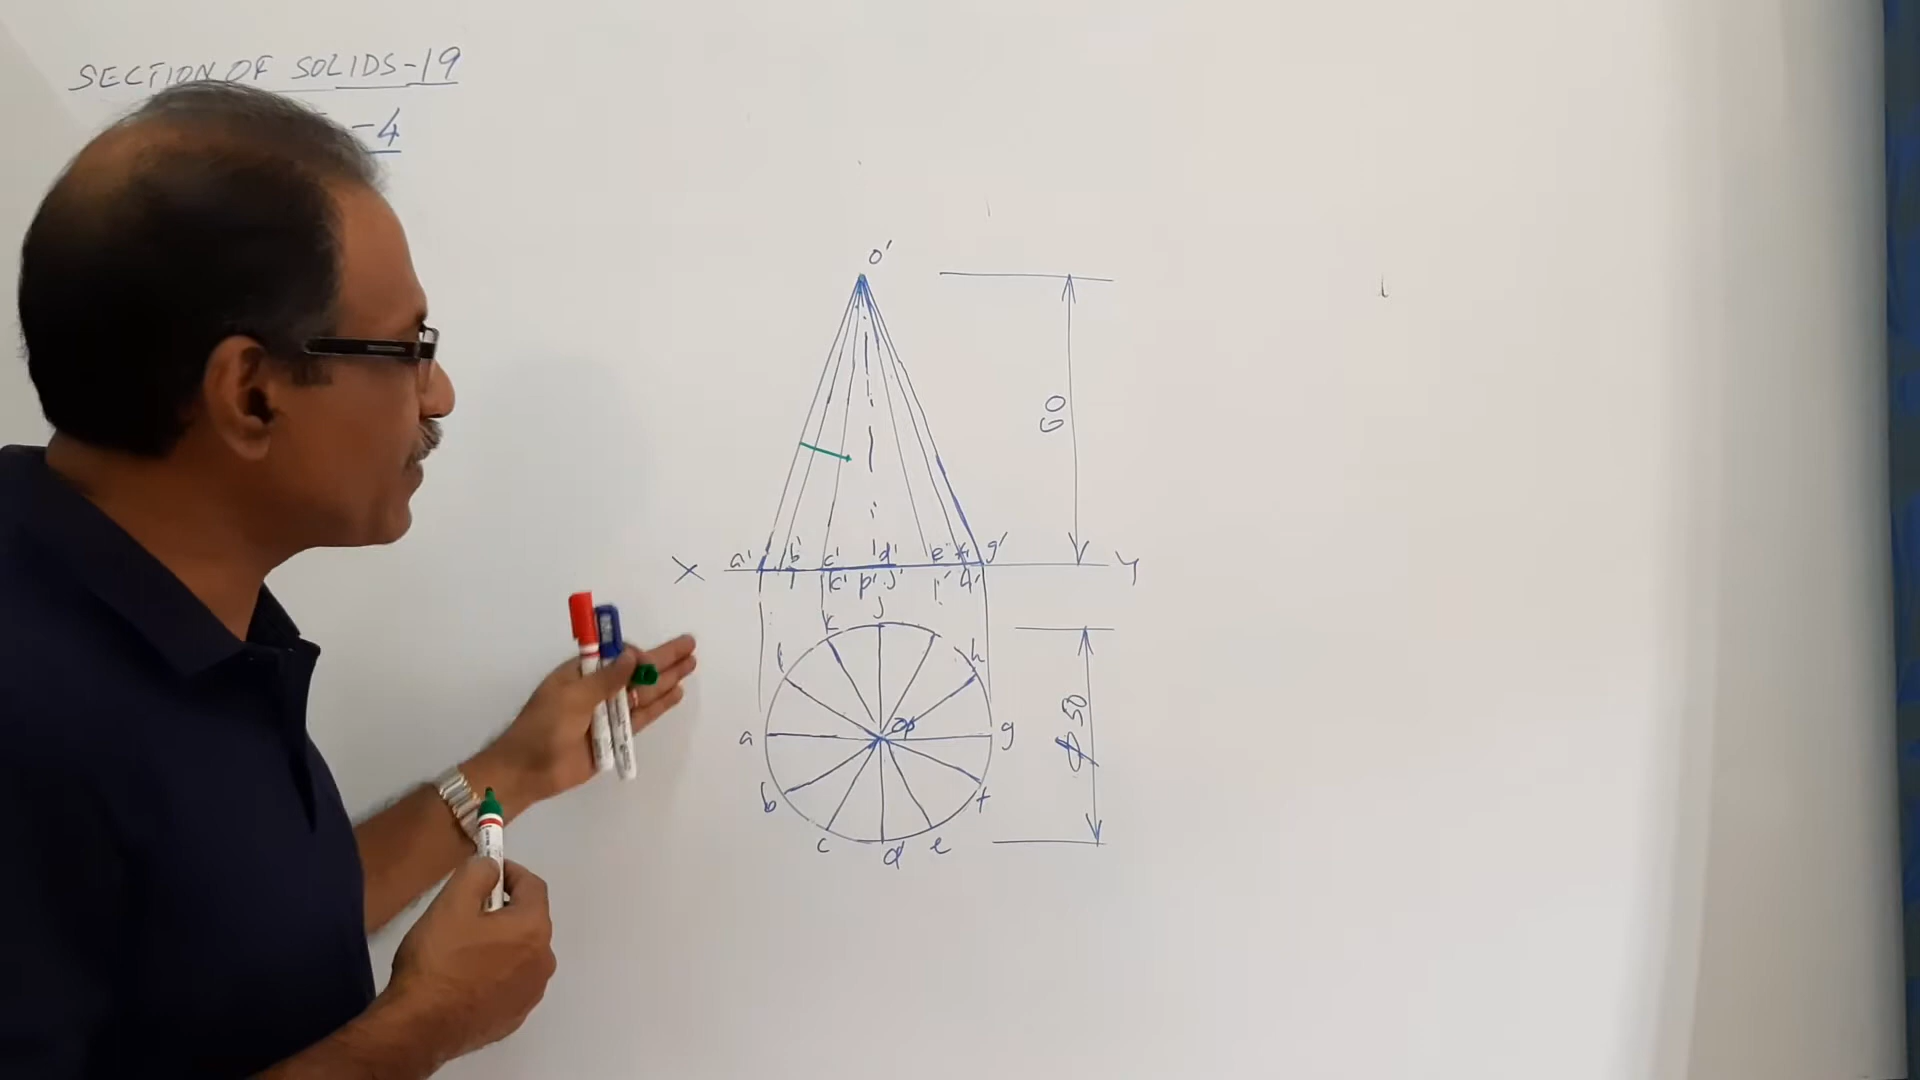 SECTION OF SOLIDS-19
-4
o'
60
X a' b' c' d' e' f' g' Y
k' p' j' i' h'
j
k
l h
a g
b f
c d e
ϕ50